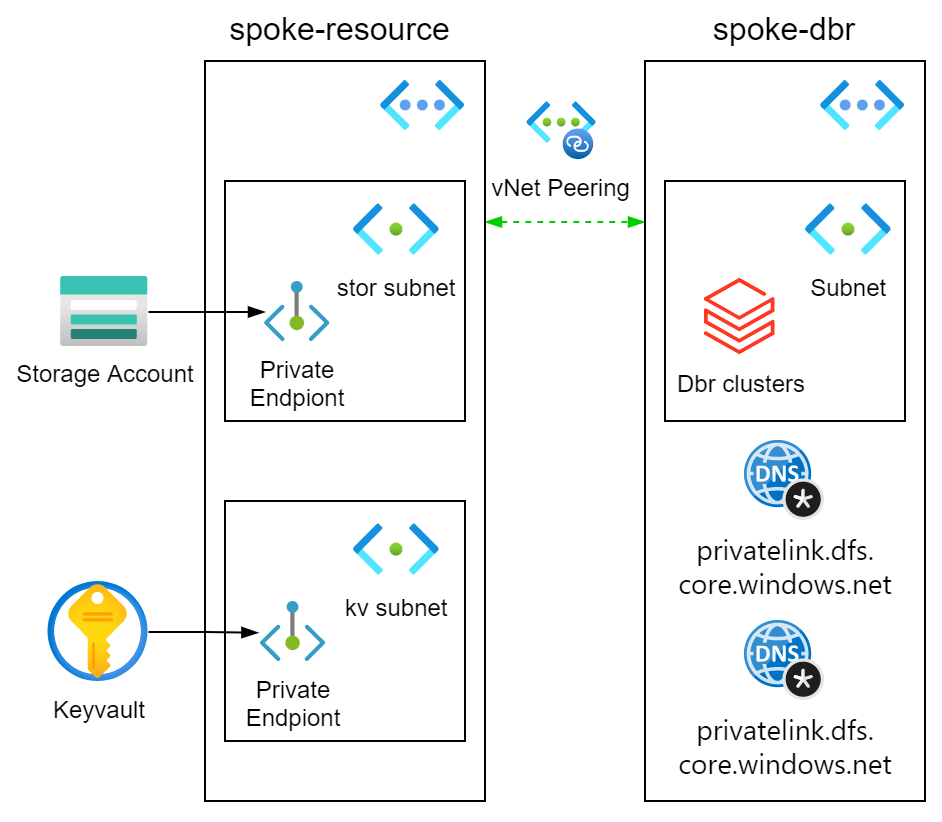 spoke-resource
spoke-dbr
vNet Peering
stor subnet
Subnet
Storage Account
Private
Endpiont
Dbr clusters
DNS
*
privatelink.dfs.
core.windows.net
kv subnet
Keyvault
Private
Endpiont
DNS
*
privatelink.dfs.
core.windows.net